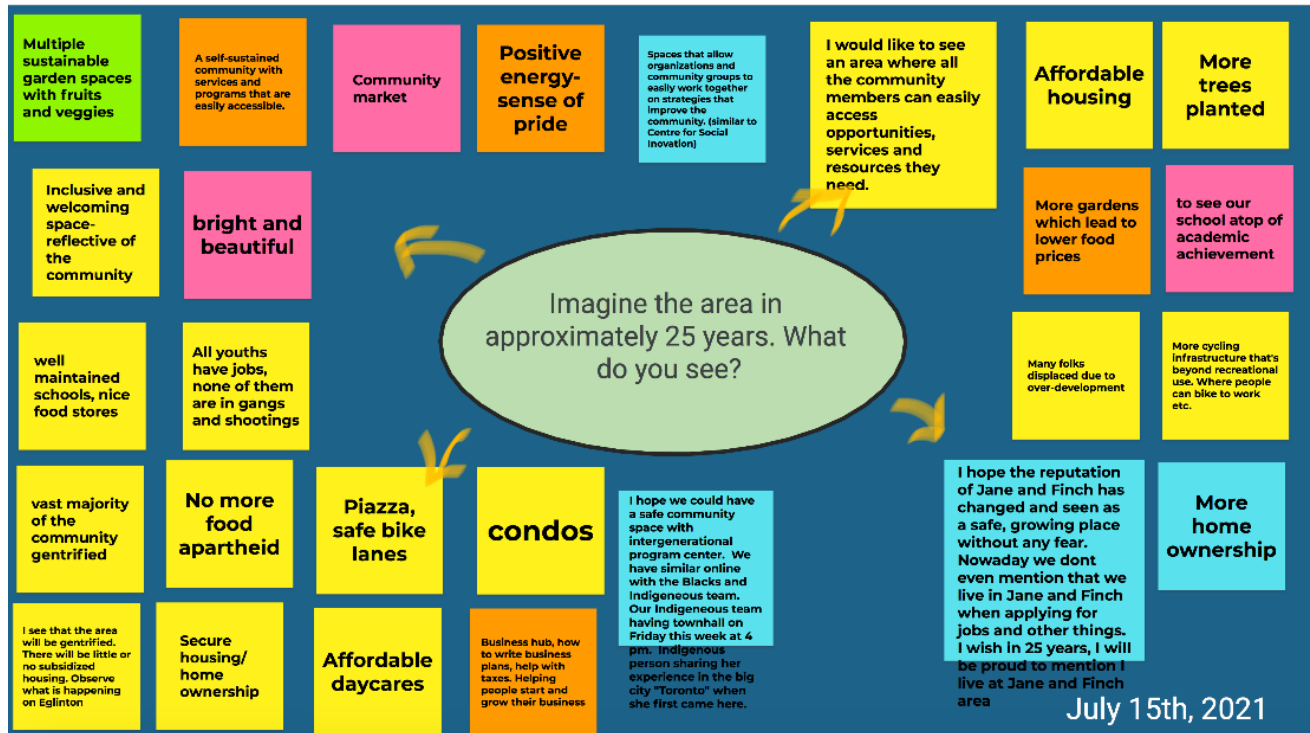 Multiple
sustainable
garden spaces
with fruits
and veggies
A self-sustained
community with
services and
programs that are
easily accessible.
Community
market
Positive
energy-
sense of
pride
Spaces that allow
organizations and
community groups to
easily work together
on strategies that
improve the
community. (similar to
Centre for Social
Inovation)
I would like to see
an area where all
the community
members can easily
access
opportunities,
services and
resources they
need.
Affordable
housing
More
trees
planted
Inclusive and
welcoming
space-
reflective of
the
community
bright and
beautiful
More gardens
which lead to
lower food
prices
to see our
school atop of
academic
achievement
Imagine the area in
approximately 25 years. What
do you see?
well
maintained
schools, nice
food stores
All youths
have jobs,
none of them
are in gangs
and shootings
Many folks
displaced due to
over-development
More cycling
infrastructure that's
beyond recreational
use. Where people
can bike to work
etc.
vast majority
of the
community
gentrified
No more
food
apartheid
Piazza,
safe bike
lanes
condos
I hope we could have
a safe community
space with
intergenerational
program center. We
have similar online
with the Blacks and
Indigeneous team.
Our Indigeneous team
having townhall on
Friday this week at 4
pm. Indigenous
person sharing her
experience in the big
city "Toronto" when
she first came here.
I hope the reputation
of Jane and Finch has
changed and seen as
a safe, growing place
without any fear.
Nowaday we dont
even mention that we
live in Jane and Finch
when applying for
jobs and other things.
I wish in 25 years, I will
be proud to mention I
live at Jane and Finch
area
More
home
ownership
I see that the area
will be gentrified.
There will be little or
no subsidized
housing. Observe
what is happening
on Eglinton
Secure
housing/
home
ownership
Affordable
daycares
Business hub, how
to write business
plans, help with
taxes. Helping
people start and
grow their business
July 15th, 2021